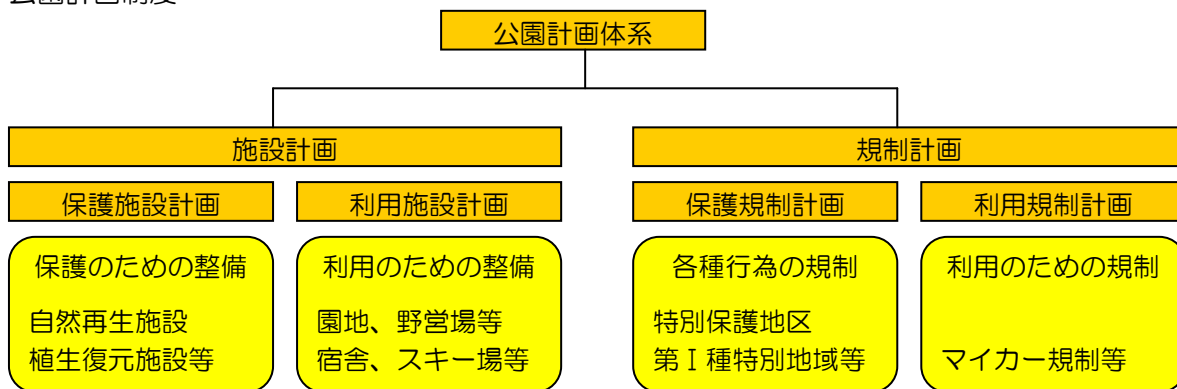 公園計画制度
公園計画体系
施設計画
規制計画
保護施設計画
利用施設計画
保護規制計画
利用規制計画
保護のための整備
自然再生施設
植生復元施設等
利用のための整備
園地、野営場等
宿舎、スキー場等
各種行為の規制
特別保護地区
第Ⅰ種特別地域等
利用のための規制
マイカー規制等